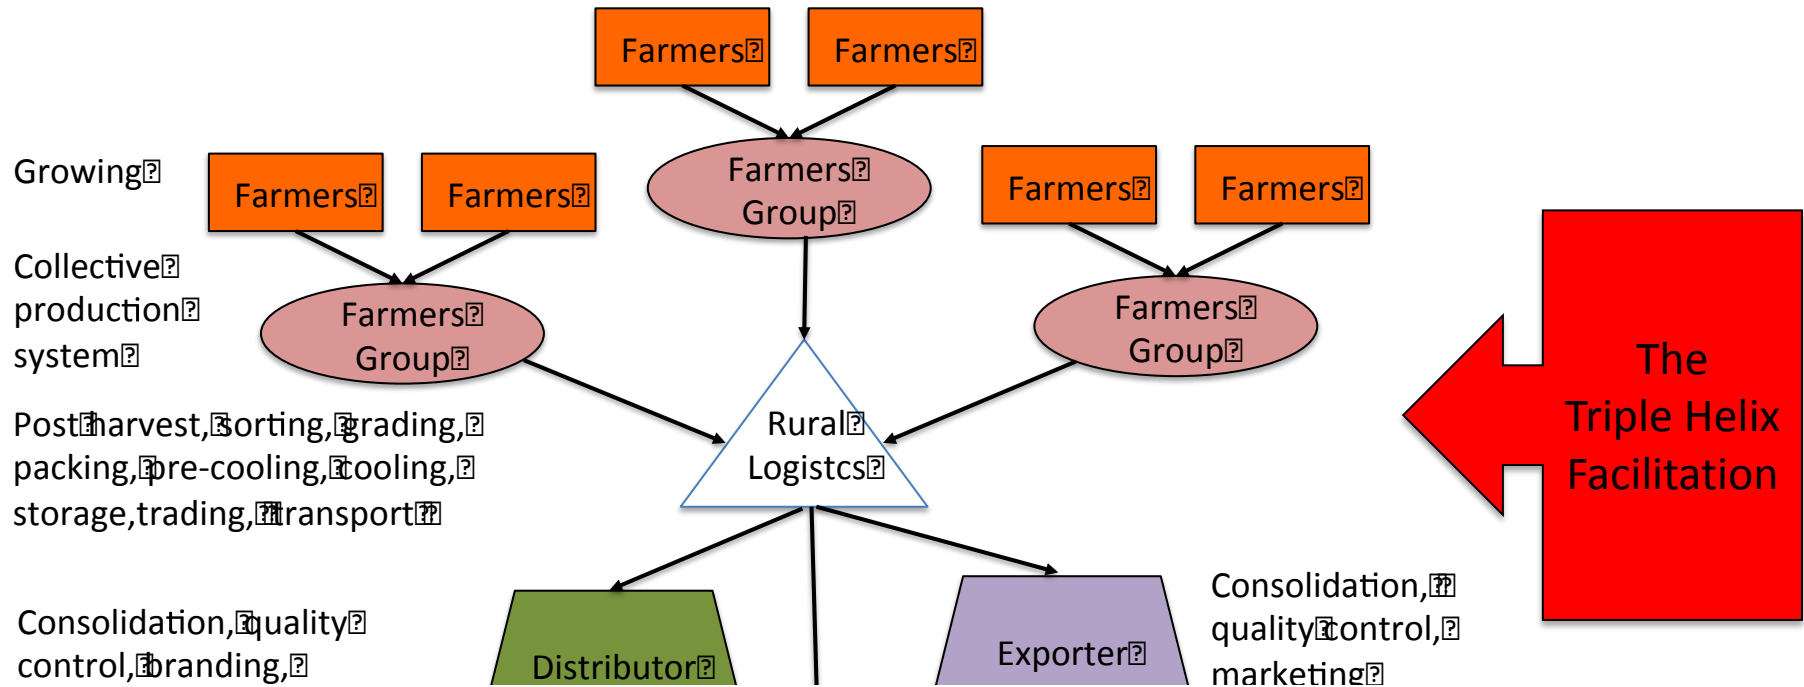 Farmers
Farmers
Farmers
Group
Growing
Farmers
Farmers
Farmers
Farmers
Collective
production
system
Farmers
Group
Farmers
Group
The
Triple Helix
Facilitation
Post harvest, sorting, grading,
packing, pre-cooling, cooling,
storage,trading, transport
Rural
Logistcs
Consolidation, quality
control, branding,
Distributor
Exporter
Consolidation,
quality control,
marketing